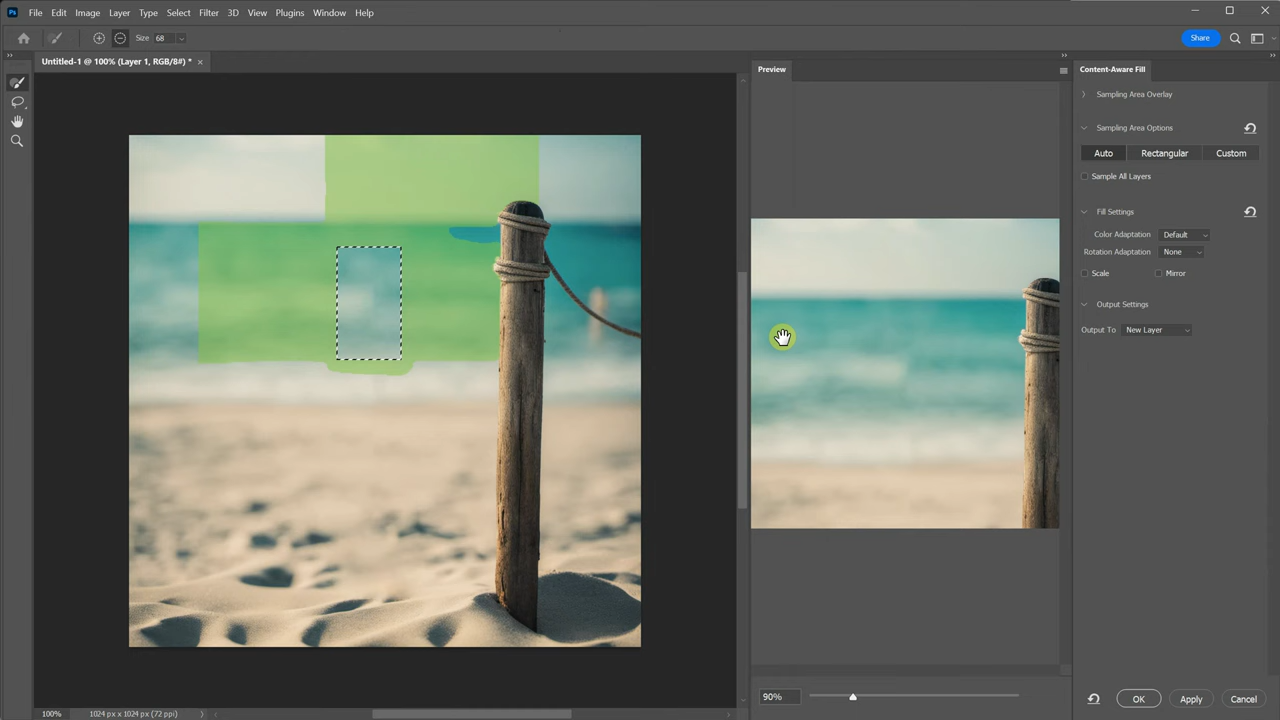 Ps File Edit Image Layer Type Select Filter 3D View Plugins Window Help
Size 68 Share
Untitled-1 @ 100% (Layer 1, RGB/8#) * ×
Preview
Content-Aware Fill
Sampling Area Overlay
Sampling Area Options
Auto Rectangular Custom
Sample All Layers
Fill Settings
Color Adaptation Default
Rotation Adaptation None
Scale Mirror
Output Settings
Output To New Layer
90%
OK Apply Cancel
100% 1024 px x 1024 px (72 ppi)